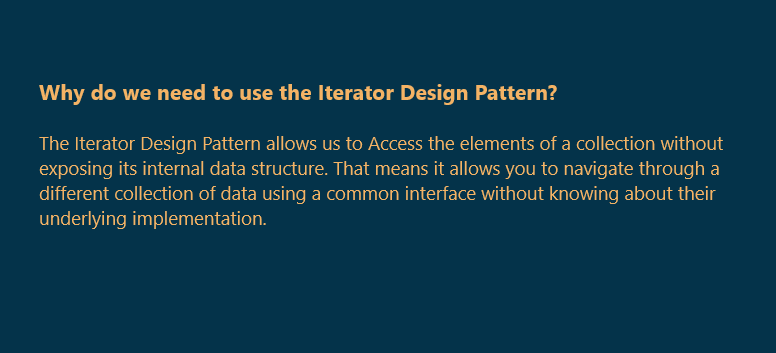 Why do we need to use the Iterator Design Pattern?
The Iterator Design Pattern allows us to Access the elements of a collection without
exposing its internal data structure. That means it allows you to navigate through a
different collection of data using a common interface without knowing about their
underlying implementation.